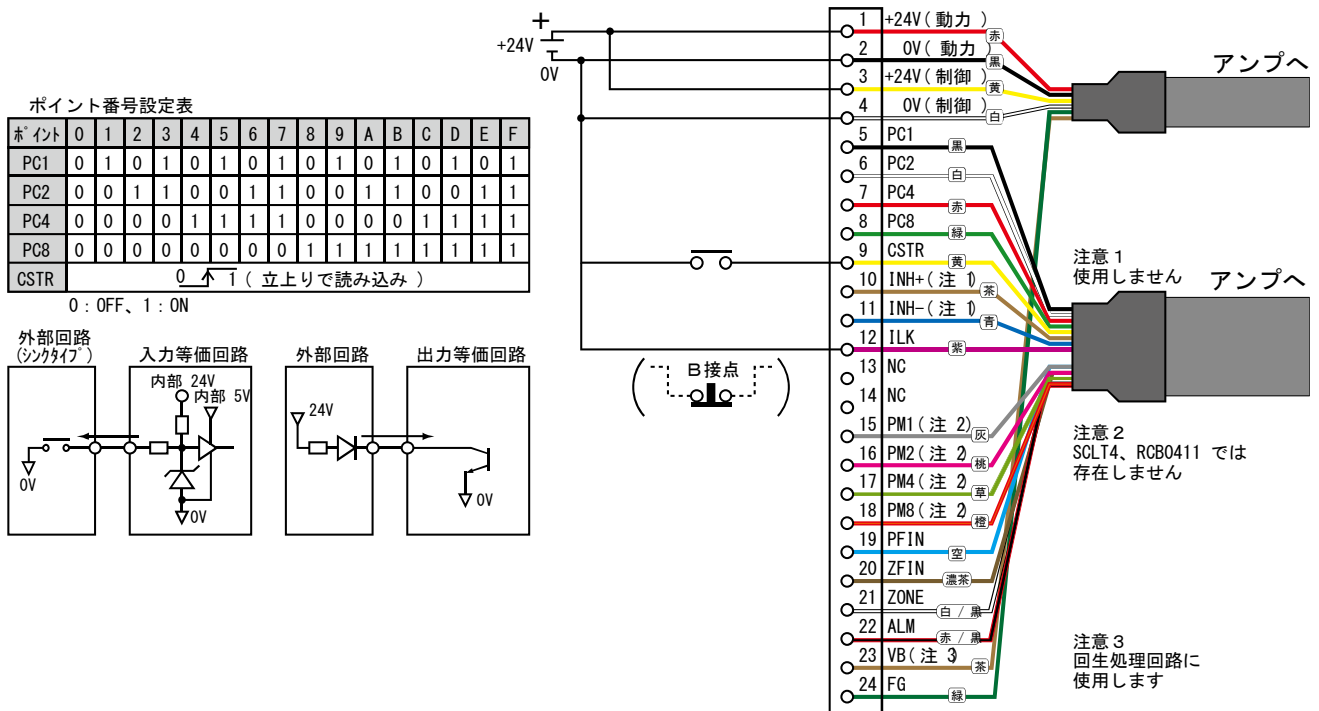 ポイント番号設定表
ポイント 0 1 2 3 4 5 6 7 8 9 A B C D E F
PC1 0 1 0 1 0 1 0 1 0 1 0 1 0 1 0 1
PC2 0 0 1 1 0 0 1 1 0 0 1 1 0 0 1 1
PC4 0 0 0 0 1 1 1 1 0 0 0 0 1 1 1 1
PC8 0 0 0 0 0 0 0 0 1 1 1 1 1 1 1 1
CSTR 0 1 ( 立上りで読み込み )
0 : OFF、1 : ON
外部回路
(シンクタイプ)
0V
入力等価回路
内部 24V
内部 5V
0V
外部回路
24V
出力等価回路
0V
+
+24V
0V
( B接点 )
1 +24V(動力 ) 赤
2 0V( 動力 ) 黒
3 +24V(制御 ) 黄
4 0V(制御 ) 白
5 PC1 黒
6 PC2 白
7 PC4 赤
8 PC8 緑
9 CSTR 黄
10 INH+(注 1) 茶
11 INH-(注 1) 青
12 ILK 紫
13 NC
14 NC
15 PM1(注 2) 灰
16 PM2(注 2) 桃
17 PM4(注 2) 草
18 PM8(注 2) 橙
19 PFIN 空
20 ZFIN 濃茶
21 ZONE 白 / 黒
22 ALM 赤 / 黒
23 VB(注 3) 茶
24 FG 緑
アンプへ
注意１
使用しません
アンプへ
注意２
SCLT4、RCB0411 では
存在しません
注意３
回生処理回路に
使用します